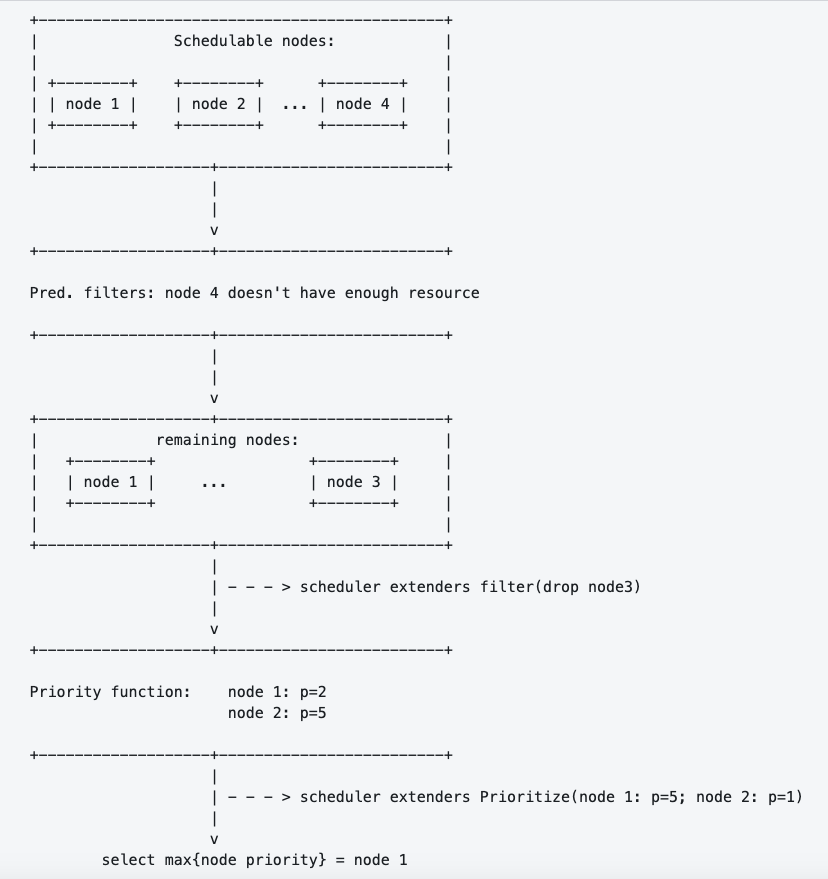 +---------------------------------------------+
|               Schedulable nodes:            |
|                                             |
| +--------+    +--------+      +--------+    |
| | node 1 |    | node 2 |  ... | node 4 |    |
| +--------+    +--------+      +--------+    |
|                                             |
+-------------------+-------------------------+
                    |
                    |
                    v
+-------------------+-------------------------+
Pred. filters: node 4 doesn't have enough resource
+-------------------+-------------------------+
                    |
                    |
                    v
+-------------------+-------------------------+
|             remaining nodes:                |
|   +--------+                 +--------+     |
|   | node 1 |     ...         | node 3 |     |
|   +--------+                 +--------+     |
|                                             |
+-------------------+-------------------------+
                    |
                    | - - - > scheduler extenders filter(drop node3)
                    |
                    v
+-------------------+-------------------------+
Priority function:    node 1: p=2
                      node 2: p=5
+-------------------+-------------------------+
                    |
                    | - - - > scheduler extenders Prioritize(node 1: p=5; node 2: p=1)
                    |
                    v
        select max{node priority} = node 1